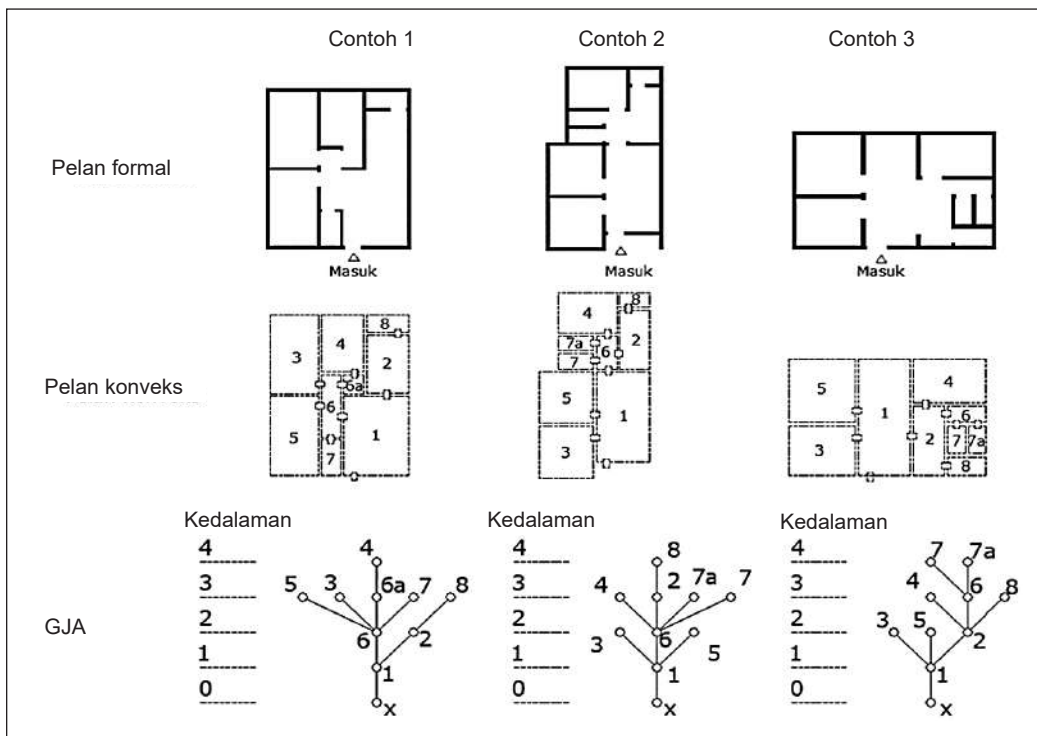 Contoh 1 Contoh 2 Contoh 3
Pelan formal
Masuk Masuk Masuk
Pelan konveks
3 4 8 2 6a 6 5 1 7
4 8 7a 6 2 7 5 1 3
5 1 4 6 2 7 7a 3 8
Kedalaman Kedalaman Kedalaman
GJA
4 4 4 8 4 7 7a
3 5 3 6a 7 8 3 4 2 7a 7 3 4 6 8
2 6 2 2 3 6 5 2 3 5 2
1 1 1 1 1 1
0 x 0 x 0 x